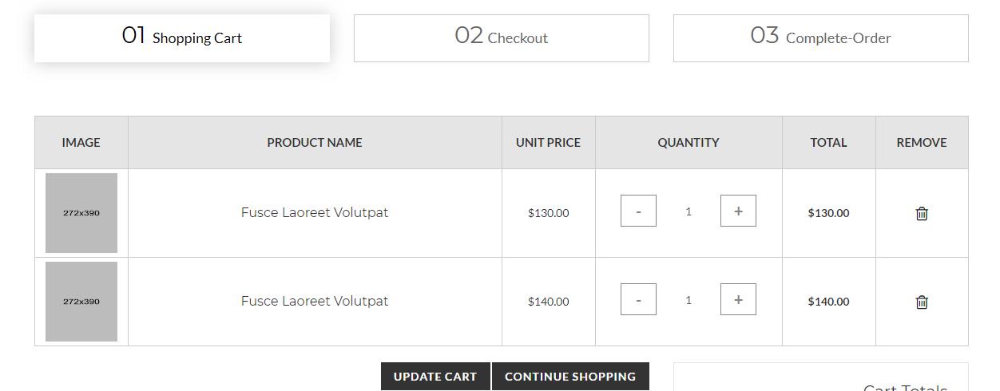 01 Shopping Cart
02 Checkout
03 Complete-Order
IMAGE PRODUCT NAME UNIT PRICE QUANTITY TOTAL REMOVE
272x390 Fusce Laoreet Volutpat $130.00 - 1 + $130.00
272x390 Fusce Laoreet Volutpat $140.00 - 1 + $140.00
UPDATE CART CONTINUE SHOPPING
Cart Totals